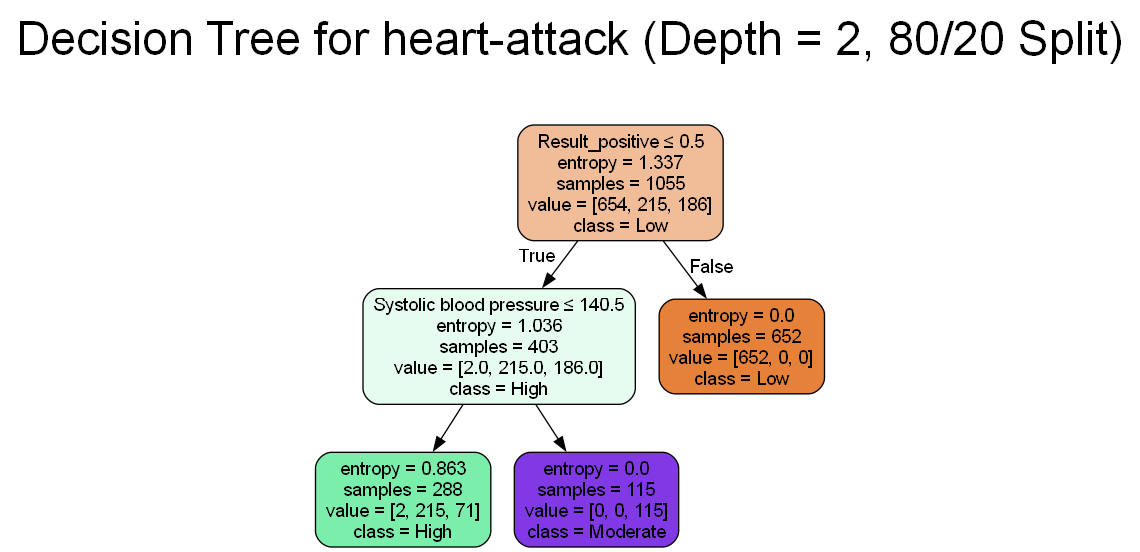 Decision Tree for heart-attack (Depth = 2, 80/20 Split)
Result_positive ≤ 0.5
entropy = 1.337
samples = 1055
value = [654, 215, 186]
class = Low
True
False
Systolic blood pressure ≤ 140.5
entropy = 1.036
samples = 403
value = [2.0, 215.0, 186.0]
class = High
entropy = 0.0
samples = 652
value = [652, 0, 0]
class = Low
entropy = 0.863
samples = 288
value = [2, 215, 71]
class = High
entropy = 0.0
samples = 115
value = [0, 0, 115]
class = Moderate